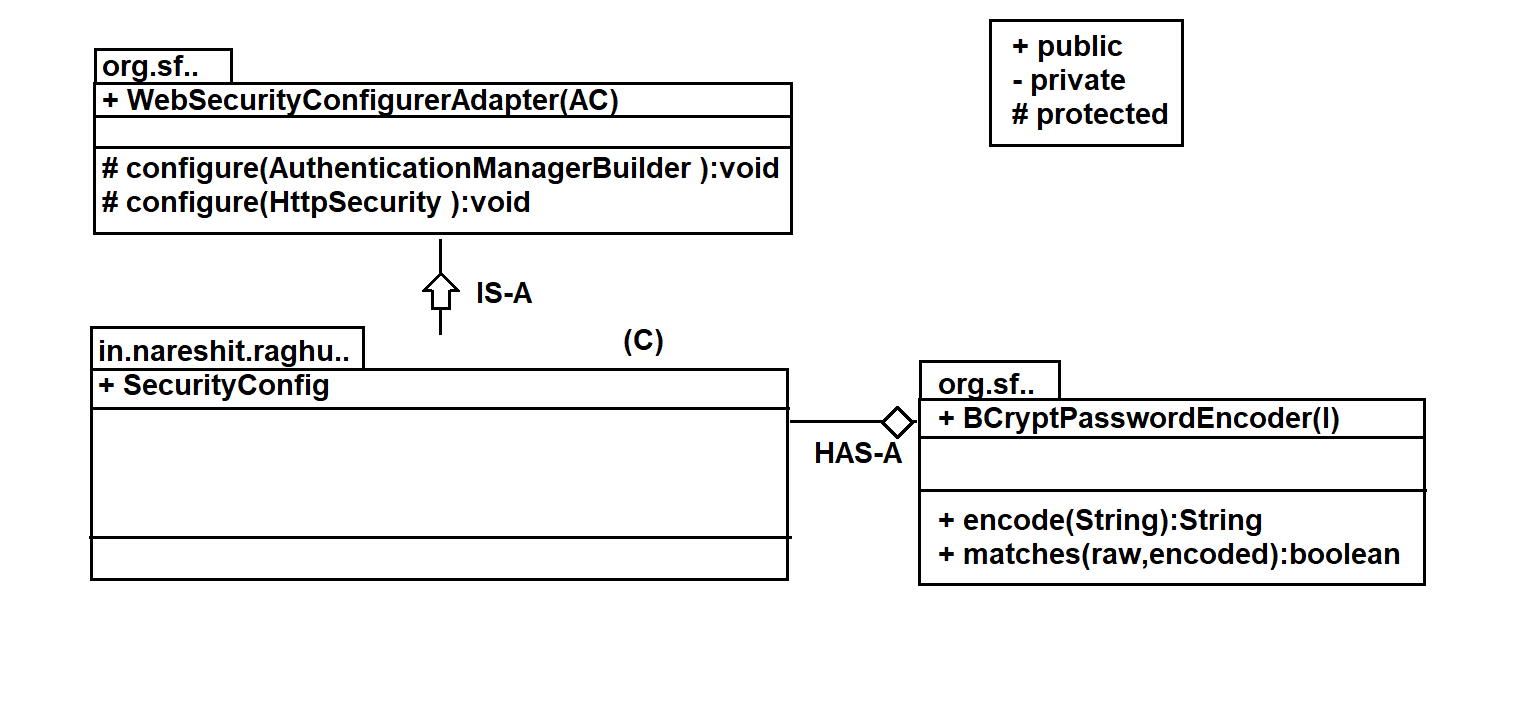 org.sf..
+ WebSecurityConfigurerAdapter(AC)
# configure(AuthenticationManagerBuilder ):void
# configure(HttpSecurity ):void
+ public
- private
# protected
IS-A
(C)
in.nareshit.raghu..
+ SecurityConfig
HAS-A
org.sf..
+ BCryptPasswordEncoder(I)
+ encode(String):String
+ matches(raw,encoded):boolean